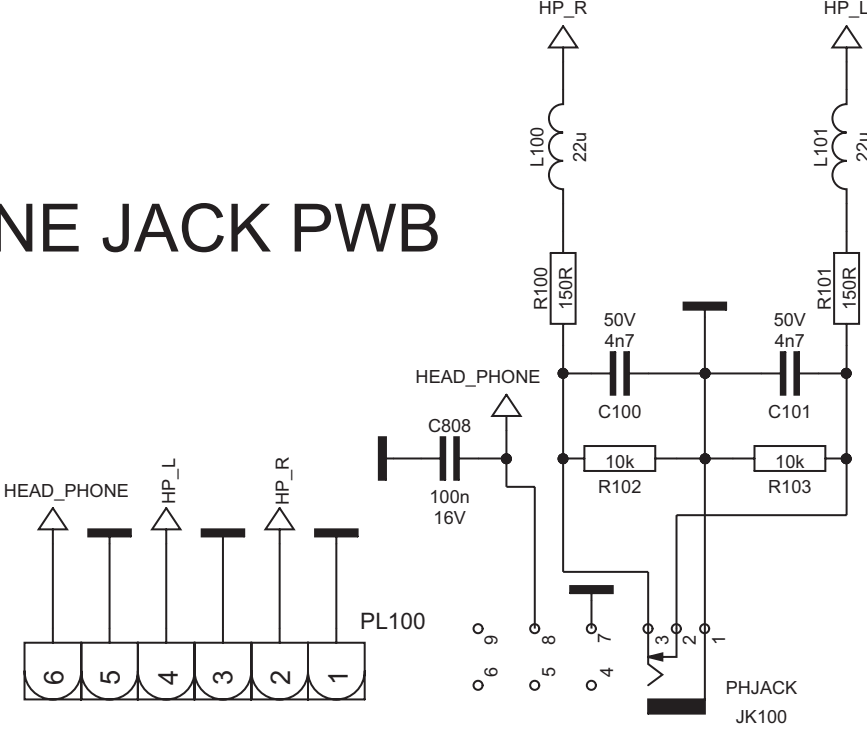 HP_R
HP_L
L100
22u
L101
22u
NE JACK PWB
R100
150R
R101
150R
50V
4n7
C100
50V
4n7
C101
HEAD_PHONE
C808
100n
16V
10k
R102
10k
R103
HEAD_PHONE
HP_L
HP_R
PL100
6
5
4
3
2
1
9
8
7
3
2
1
6
5
4
PHJACK
JK100